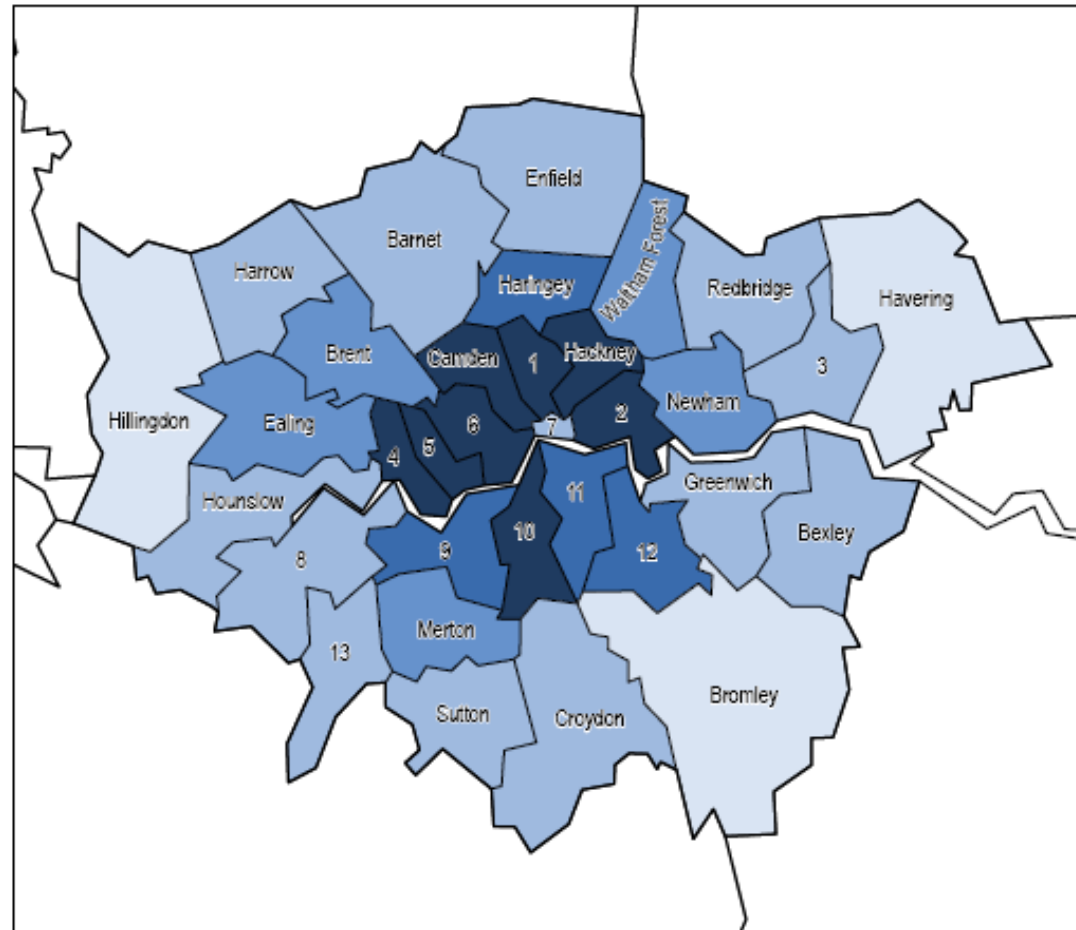 Enfield
Barnet
Waltham Forest
Harrow
Haringey
Redbridge
Havering
Brent
Camden
1
Hackney
3
Hillingdon
Ealing
Newham
2
6
7
5
4
Hounslow
Greenwich
11
10
Bexley
9
12
8
Merton
13
Bromley
Sutton
Croydon